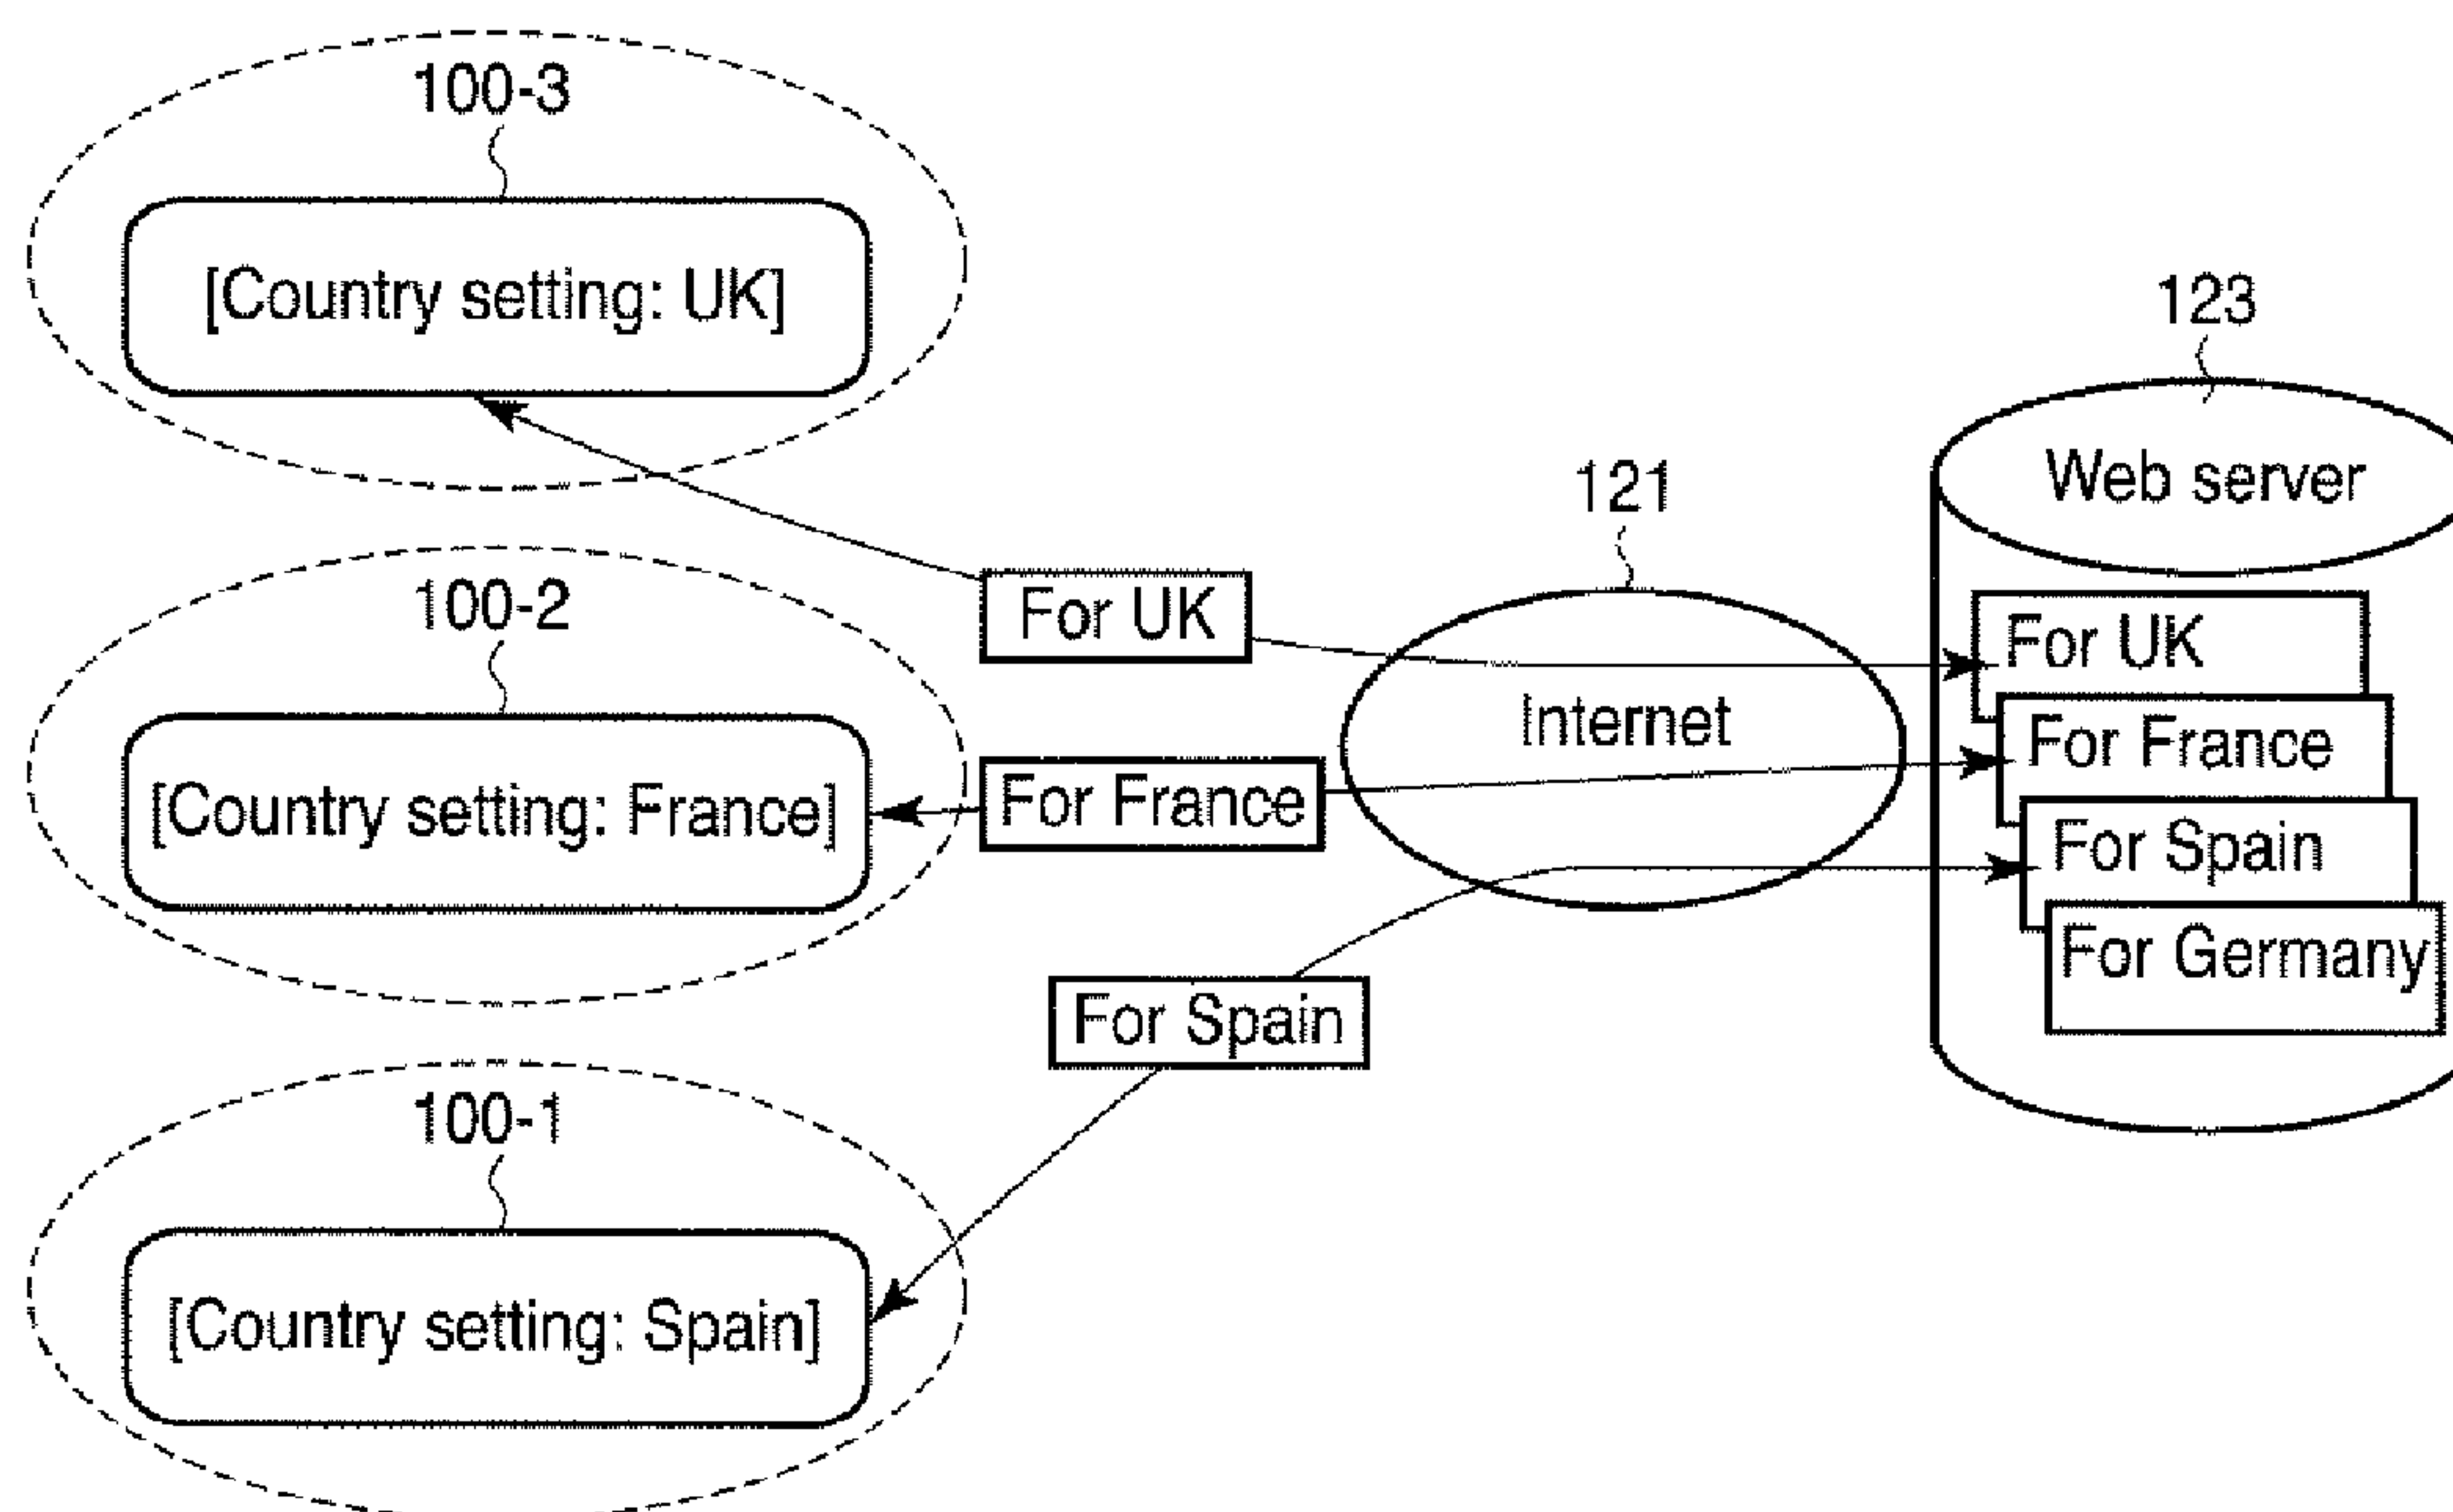 100-3
[Country setting: UK]
123
Web server
121
For UK
For UK
100-2
Internet
For France
[Country setting: France]
For France
For Spain
For Germany
For Spain
100-1
[Country setting: Spain]